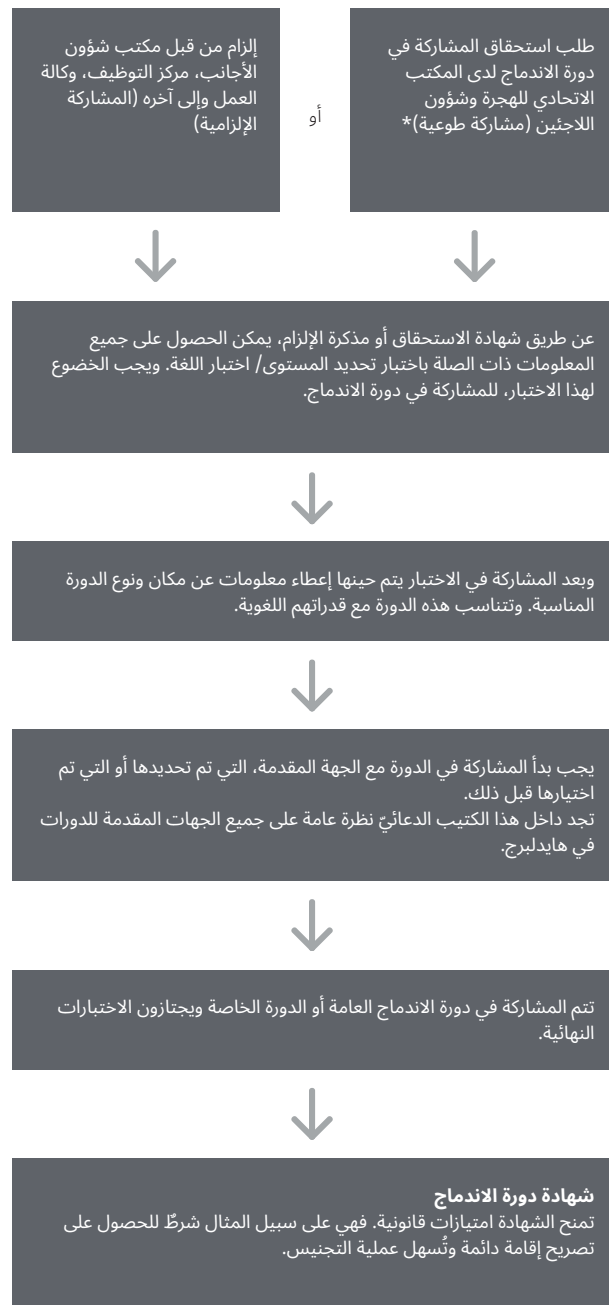 طلب استحقاق المشاركة في
دورة الاندماج لدى المكتب
الاتحادي للهجرة وشؤون
اللاجئين (مشاركة طوعية)*
أو
إلزام من قبل مكتب شؤون
الأجانب، مركز التوظيف، وكالة
العمل وإلى آخره (المشاركة
الإلزامية)
عن طريق شهادة الاستحقاق أو مذكرة الإلزام، يمكن الحصول على جميع
المعلومات ذات الصلة باختبار تحديد المستوى/ اختبار اللغة. ويجب الخضوع
لهذا الاختبار، للمشاركة في دورة الاندماج.
وبعد المشاركة في الاختبار يتم حينها إعطاء معلومات عن مكان ونوع الدورة
المناسبة. وتتناسب هذه الدورة مع قدراتهم اللغوية.
يجب بدأ المشاركة في الدورة مع الجهة المقدمة، التي تم تحديدها أو التي تم
اختيارها قبل ذلك.
تجد داخل هذا الكتيب الدعائيّ نظرة عامة على جميع الجهات المقدمة للدورات
في هايدلبرج.
تتم المشاركة في دورة الاندماج العامة أو الدورة الخاصة ويجتازون الاختبارات
النهائية.
شهادة دورة الاندماج
تمنح الشهادة امتيازات قانونية. فهي على سبيل المثال شرطٌ للحصول على
تصريح إقامة دائمة وتُسهل عملية التجنيس.